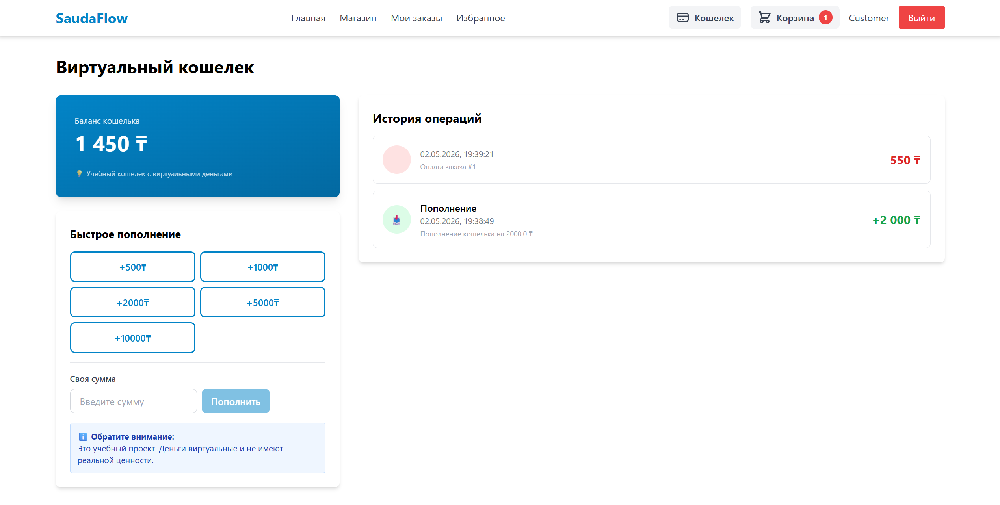 SaudaFlow
Главная
Магазин
Мои заказы
Избранное
Кошелек
Корзина
1
Customer
Выйти
Виртуальный кошелек
Баланс кошелька
1 450 ₸
Учебный кошелек с виртуальными деньгами
Быстрое пополнение
+500₸
+1000₸
+2000₸
+5000₸
+10000₸
Своя сумма
Введите сумму
Пополнить
Обратите внимание:
Это учебный проект. Деньги виртуальные и не имеют
реальной ценности.
История операций
02.05.2026, 19:39:21
Оплата заказа #1
550 ₸
Пополнение
02.05.2026, 19:38:49
Пополнение кошелька на 2000.0 ₸
+2 000 ₸